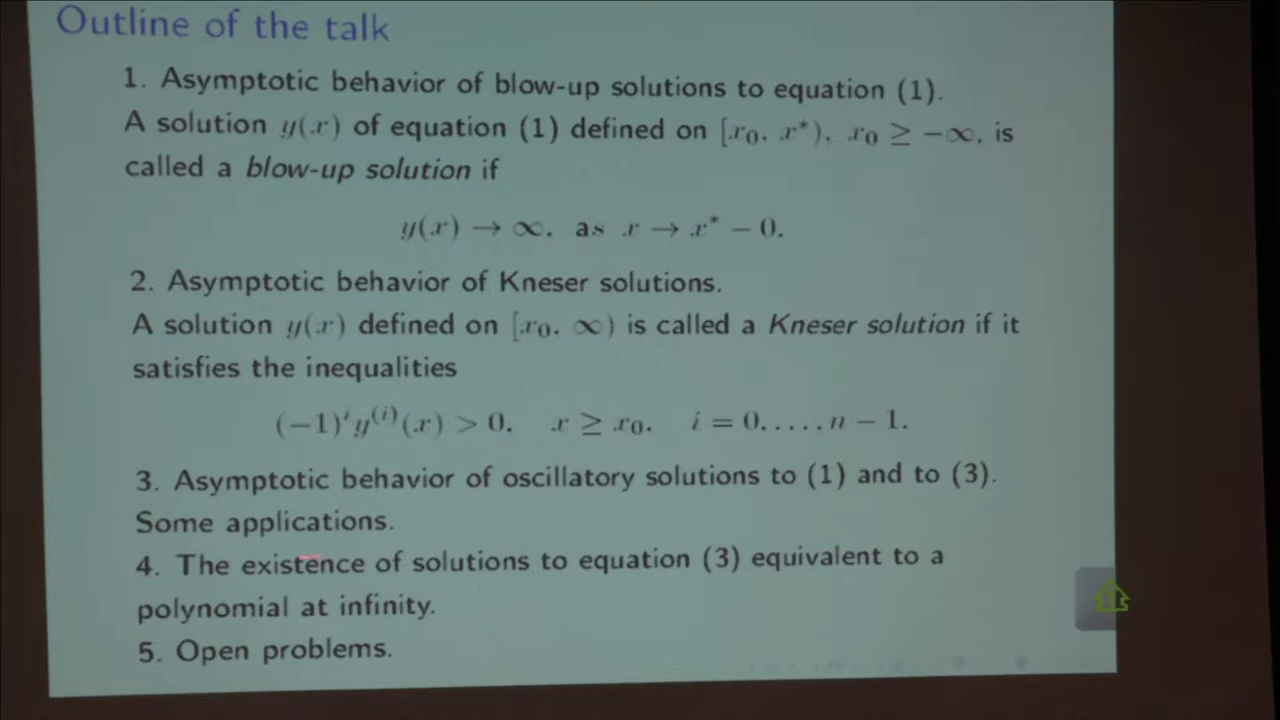 Outline of the talk
1. Asymptotic behavior of blow-up solutions to equation (1).
A solution y(x) of equation (1) defined on [x₀, x*), x₀ ≥ −∞, is
called a blow-up solution if
y(x) → ∞, as x → x* − 0.
2. Asymptotic behavior of Kneser solutions.
A solution y(x) defined on [x₀, ∞) is called a Kneser solution if it
satisfies the inequalities
(−1)ⁱy⁽ⁱ⁾(x) > 0, x ≥ x₀, i = 0,...,n − 1.
3. Asymptotic behavior of oscillatory solutions to (1) and to (3).
Some applications.
4. The existence of solutions to equation (3) equivalent to a
polynomial at infinity.
5. Open problems.